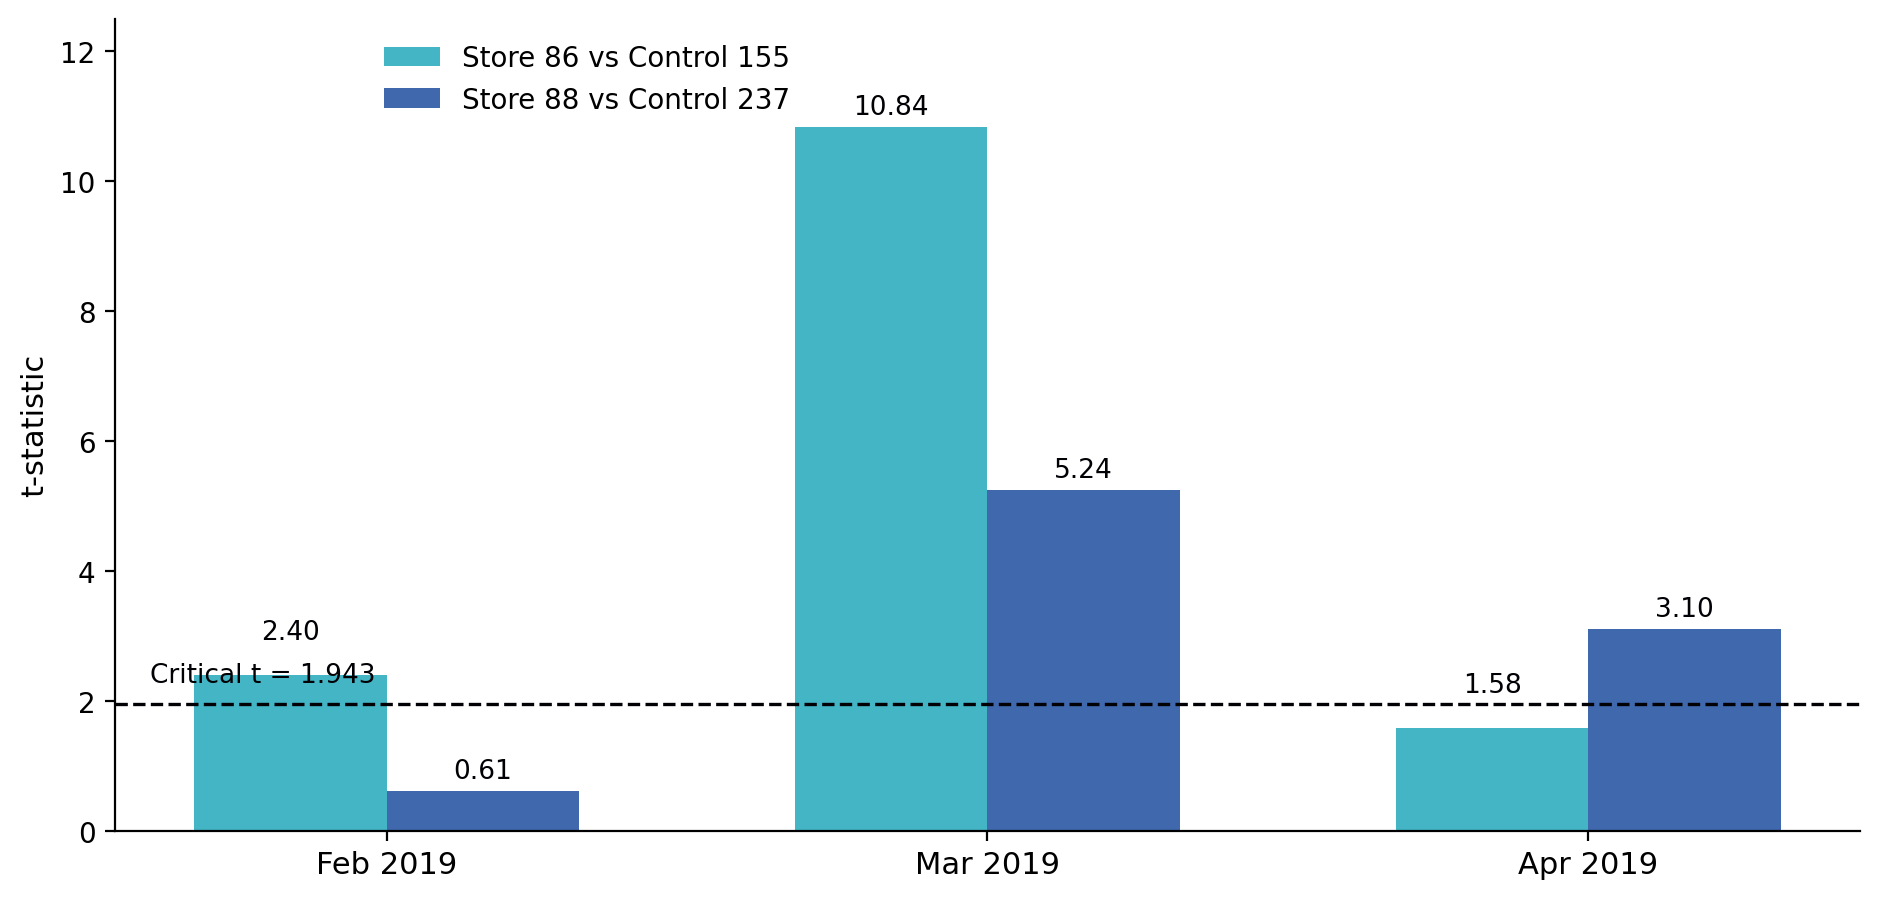 Store 86 vs Control 155
Store 88 vs Control 237
t-statistic
12
10
8
6
4
2
0
10.84
5.24
3.10
2.40
Critical t = 1.943
1.58
0.61
Feb 2019
Mar 2019
Apr 2019